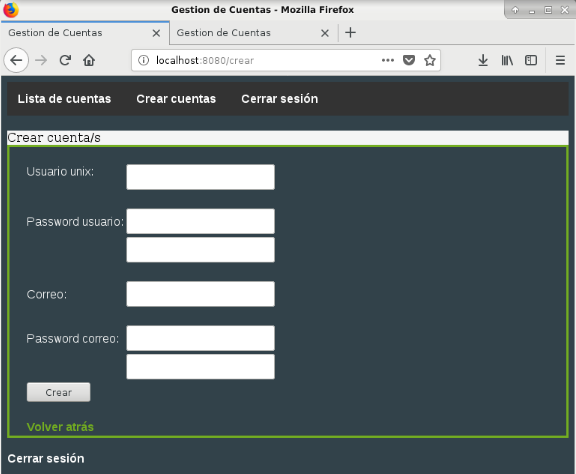 Gestion de Cuentas - Mozilla Firefox
Gestion de Cuentas
Gestion de Cuentas
localhost:8080/crear
Lista de cuentas
Crear cuentas
Cerrar sesión
Crear cuenta/s
Usuario unix:
Password usuario:
Correo:
Password correo:
Crear
Volver atrás
Cerrar sesión